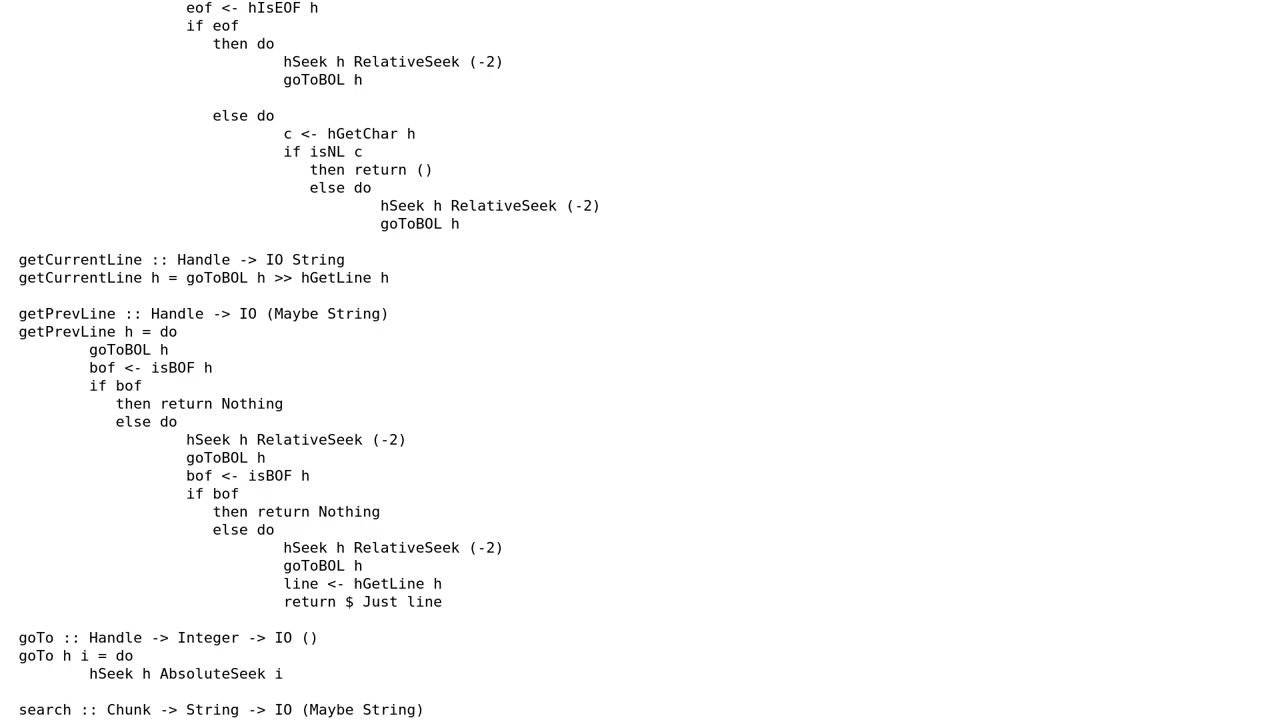 eof <- hIsEOF h
                   if eof
                      then do
                              hSeek h RelativeSeek (-2)
                              goToBOL h

                      else do
                              c <- hGetChar h
                              if isNL c
                                 then return ()
                                 else do
                                         hSeek h RelativeSeek (-2)
                                         goToBOL h

getCurrentLine :: Handle -> IO String
getCurrentLine h = goToBOL h >> hGetLine h

getPrevLine :: Handle -> IO (Maybe String)
getPrevLine h = do
        goToBOL h
        bof <- isBOF h
        if bof
           then return Nothing
           else do
                   hSeek h RelativeSeek (-2)
                   goToBOL h
                   bof <- isBOF h
                   if bof
                      then return Nothing
                      else do
                              hSeek h RelativeSeek (-2)
                              goToBOL h
                              line <- hGetLine h
                              return $ Just line

goTo :: Handle -> Integer -> IO ()
goTo h i = do
        hSeek h AbsoluteSeek i

search :: Chunk -> String -> IO (Maybe String)